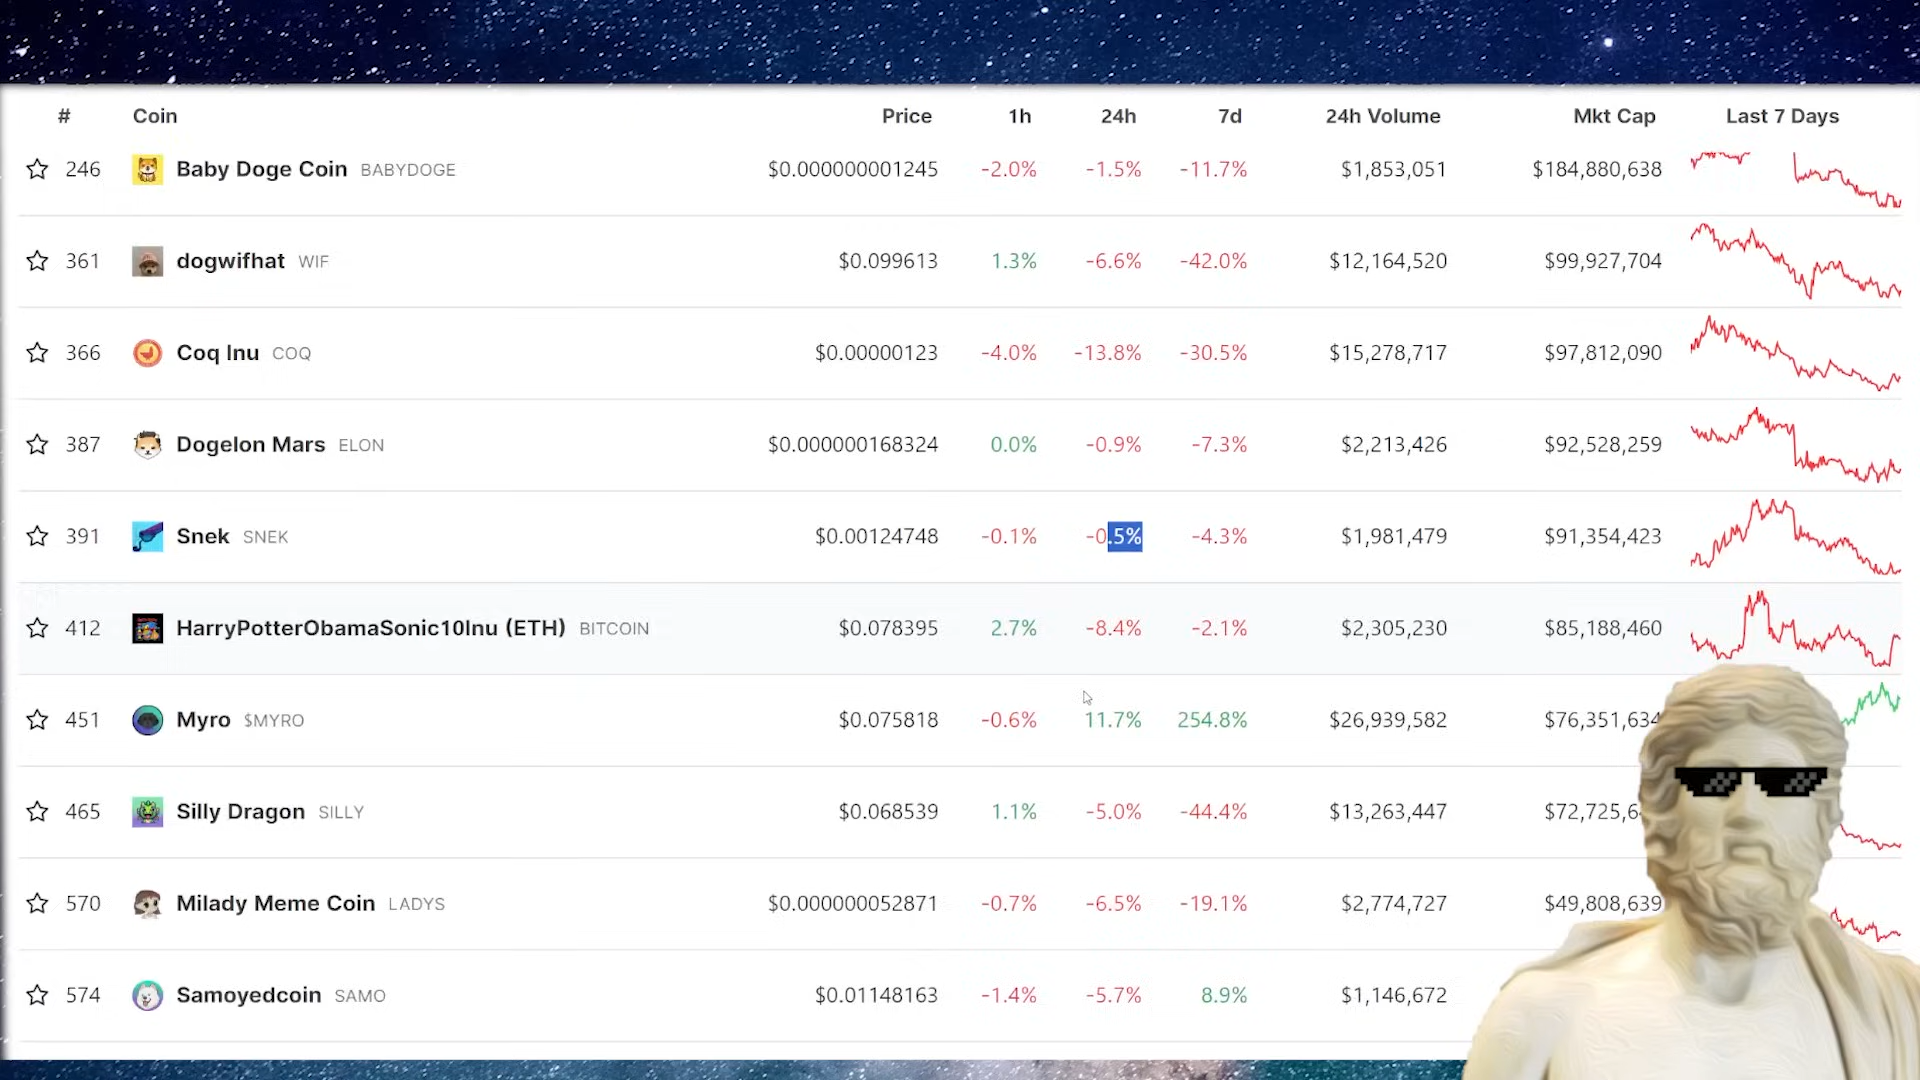 # Coin Price 1h 24h 7d 24h Volume Mkt Cap Last 7 Days
246 Baby Doge Coin BABYDOGE $0.000000001245 -2.0% -1.5% -11.7% $1,853,051 $184,880,638
361 dogwifhat WIF $0.099613 1.3% -6.6% -42.0% $12,164,520 $99,927,704
366 Coq Inu COQ $0.00000123 -4.0% -13.8% -30.5% $15,278,717 $97,812,090
387 Dogelon Mars ELON $0.000000168324 0.0% -0.9% -7.3% $2,213,426 $92,528,259
391 Snek SNEK $0.00124748 -0.1% -0.5% -4.3% $1,981,479 $91,354,423
412 HarryPotterObamaSonic10Inu (ETH) BITCOIN $0.078395 2.7% -8.4% -2.1% $2,305,230 $85,188,460
451 Myro $MYRO $0.075818 -0.6% 11.7% 254.8% $26,939,582 $76,351,634
465 Silly Dragon SILLY $0.068539 1.1% -5.0% -44.4% $13,263,447
570 Milady Meme Coin LADYS $0.000000052871 -0.7% -6.5% -19.1% $2,774,727 $49,808,639
574 Samoyedcoin SAMO $0.01148163 -1.4% -5.7% 8.9% $1,146,672